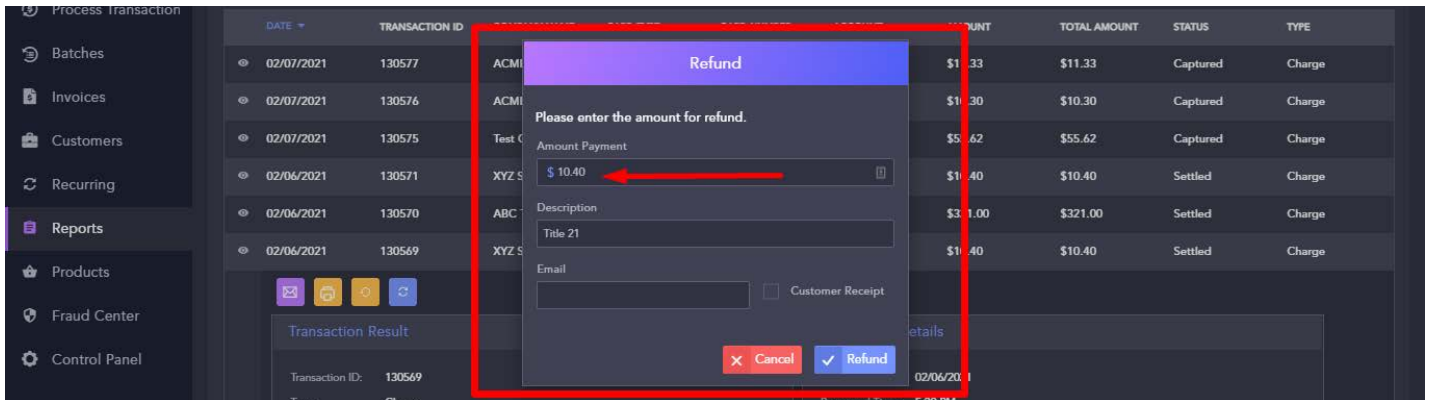 Process Transaction
Batches
Invoices
Customers
Recurring
Reports
Products
Fraud Center
Control Panel
DATE TRANSACTION ID TOTAL AMOUNT STATUS TYPE
02/07/2021 130577 $11.33 Captured Charge
02/07/2021 130576 $10.30 Captured Charge
02/07/2021 130575 Test $55.62 Captured Charge
02/06/2021 130571 XYZ $10.40 Settled Charge
02/06/2021 130570 ABC $321.00 Settled Charge
02/06/2021 130569 XYZ $10.40 Settled Charge
Refund
Please enter the amount for refund.
Amount Payment
$ 10.40
Description
Title 21
Email
Customer Receipt
Cancel Refund
Transaction Result
Transaction ID: 130569
02/06/2021